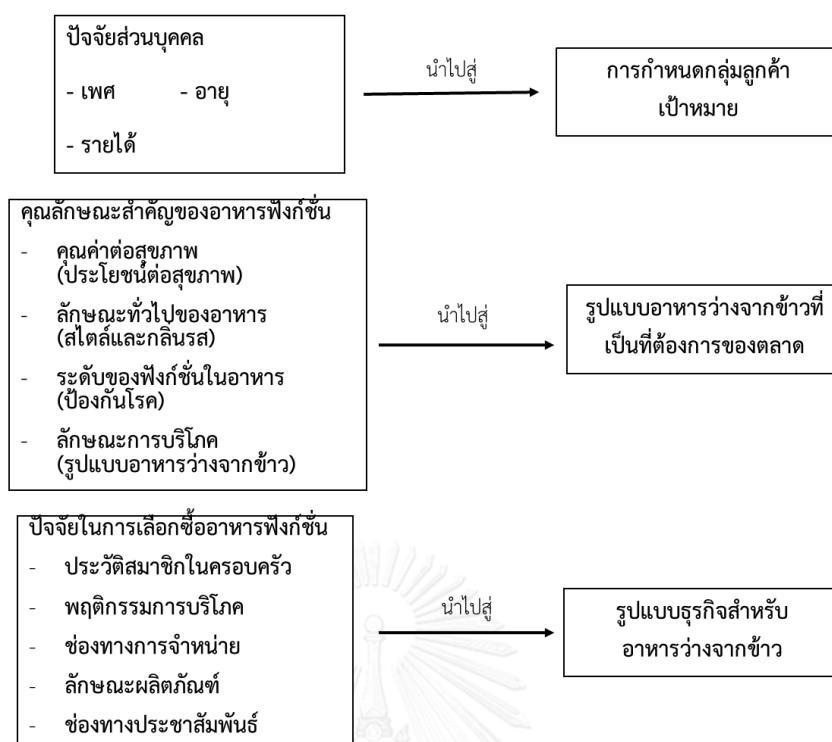 ปัจจัยส่วนบุคคล
- เพศ - อายุ
- รายได้
นำไปสู่
การกำหนดกลุ่มลูกค้า
เป้าหมาย
คุณลักษณะสำคัญของอาหารฟังก์ชั่น
- คุณค่าต่อสุขภาพ
(ประโยชน์ต่อสุขภาพ)
- ลักษณะทั่วไปของอาหาร
(สไตล์และกลิ่นรส)
- ระดับของฟังก์ชั่นในอาหาร
(ป้องกันโรค)
- ลักษณะการบริโภค
(รูปแบบอาหารว่างจากข้าว)
นำไปสู่
รูปแบบอาหารว่างจากข้าวที่
เป็นที่ต้องการของตลาด
ปัจจัยในการเลือกซื้ออาหารฟังก์ชั่น
- ประวัติสมาชิกในครอบครัว
- พฤติกรรมการบริโภค
- ช่องทางการจำหน่าย
- ลักษณะผลิตภัณฑ์
- ช่องทางประชาสัมพันธ์
นำไปสู่
รูปแบบธุรกิจสำหรับ
อาหารว่างจากข้าว